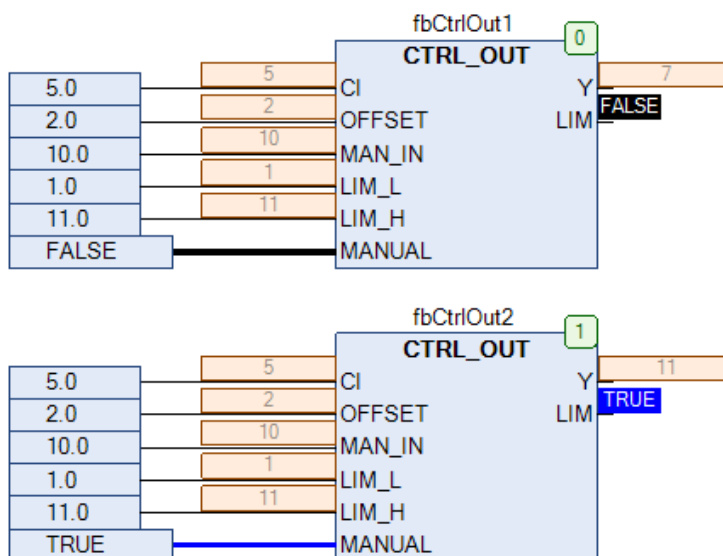 fbCtrlOut1
0
CTRL_OUT
5.0 5 CI Y 7
2.0 2 OFFSET LIM FALSE
10.0 10 MAN_IN
1.0 1 LIM_L
11.0 11 LIM_H
FALSE MANUAL
fbCtrlOut2
1
CTRL_OUT
5.0 5 CI Y 11
2.0 2 OFFSET LIM TRUE
10.0 10 MAN_IN
1.0 1 LIM_L
11.0 11 LIM_H
TRUE MANUAL